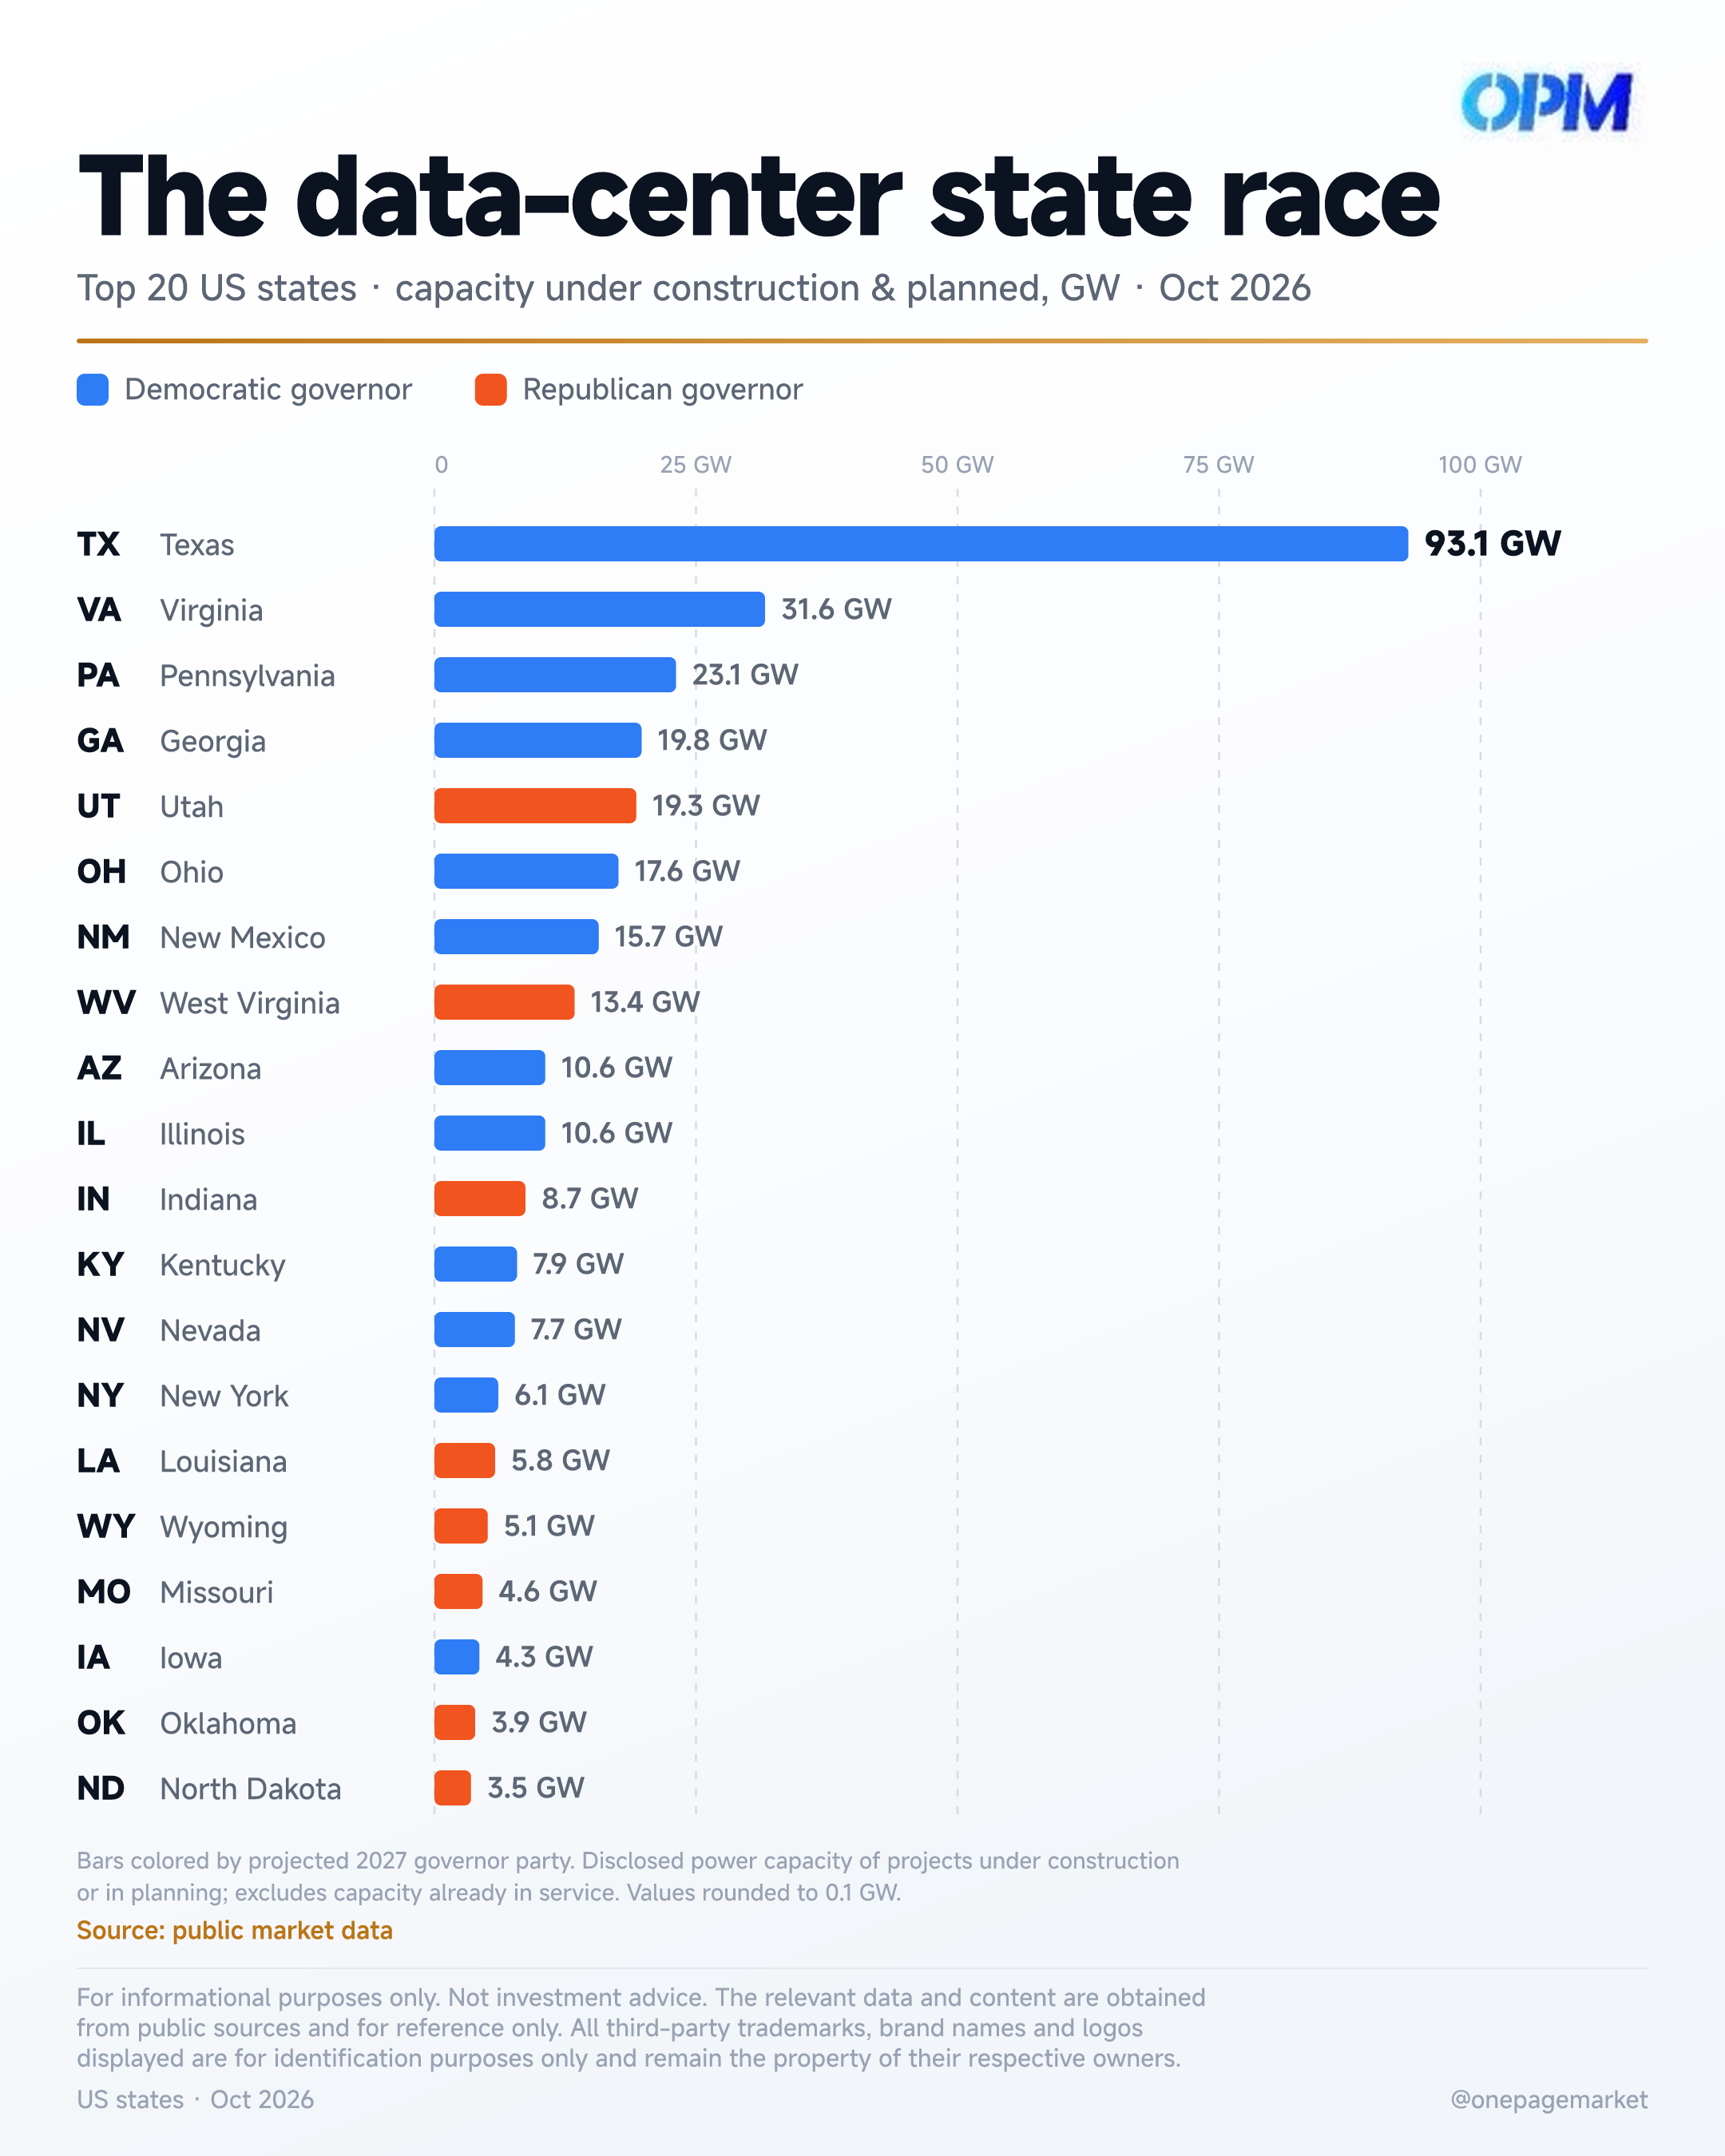 OPM
The data-center state race
Top 20 US states · capacity under construction & planned, GW · Oct 2026
Democratic governor Republican governor
0 25 GW 50 GW 75 GW 100 GW
TX Texas 93.1 GW
VA Virginia 31.6 GW
PA Pennsylvania 23.1 GW
GA Georgia 19.8 GW
UT Utah 19.3 GW
OH Ohio 17.6 GW
NM New Mexico 15.7 GW
WV West Virginia 13.4 GW
AZ Arizona 10.6 GW
IL Illinois 10.6 GW
IN Indiana 8.7 GW
KY Kentucky 7.9 GW
NV Nevada 7.7 GW
NY New York 6.1 GW
LA Louisiana 5.8 GW
WY Wyoming 5.1 GW
MO Missouri 4.6 GW
IA Iowa 4.3 GW
OK Oklahoma 3.9 GW
ND North Dakota 3.5 GW
Bars colored by projected 2027 governor party. Disclosed power capacity of projects under construction
or in planning; excludes capacity already in service. Values rounded to 0.1 GW.
Source: public market data
For informational purposes only. Not investment advice. The relevant data and content are obtained
from public sources and for reference only. All third-party trademarks, brand names and logos
displayed are for identification purposes only and remain the property of their respective owners.
US states · Oct 2026 @onepagemarket